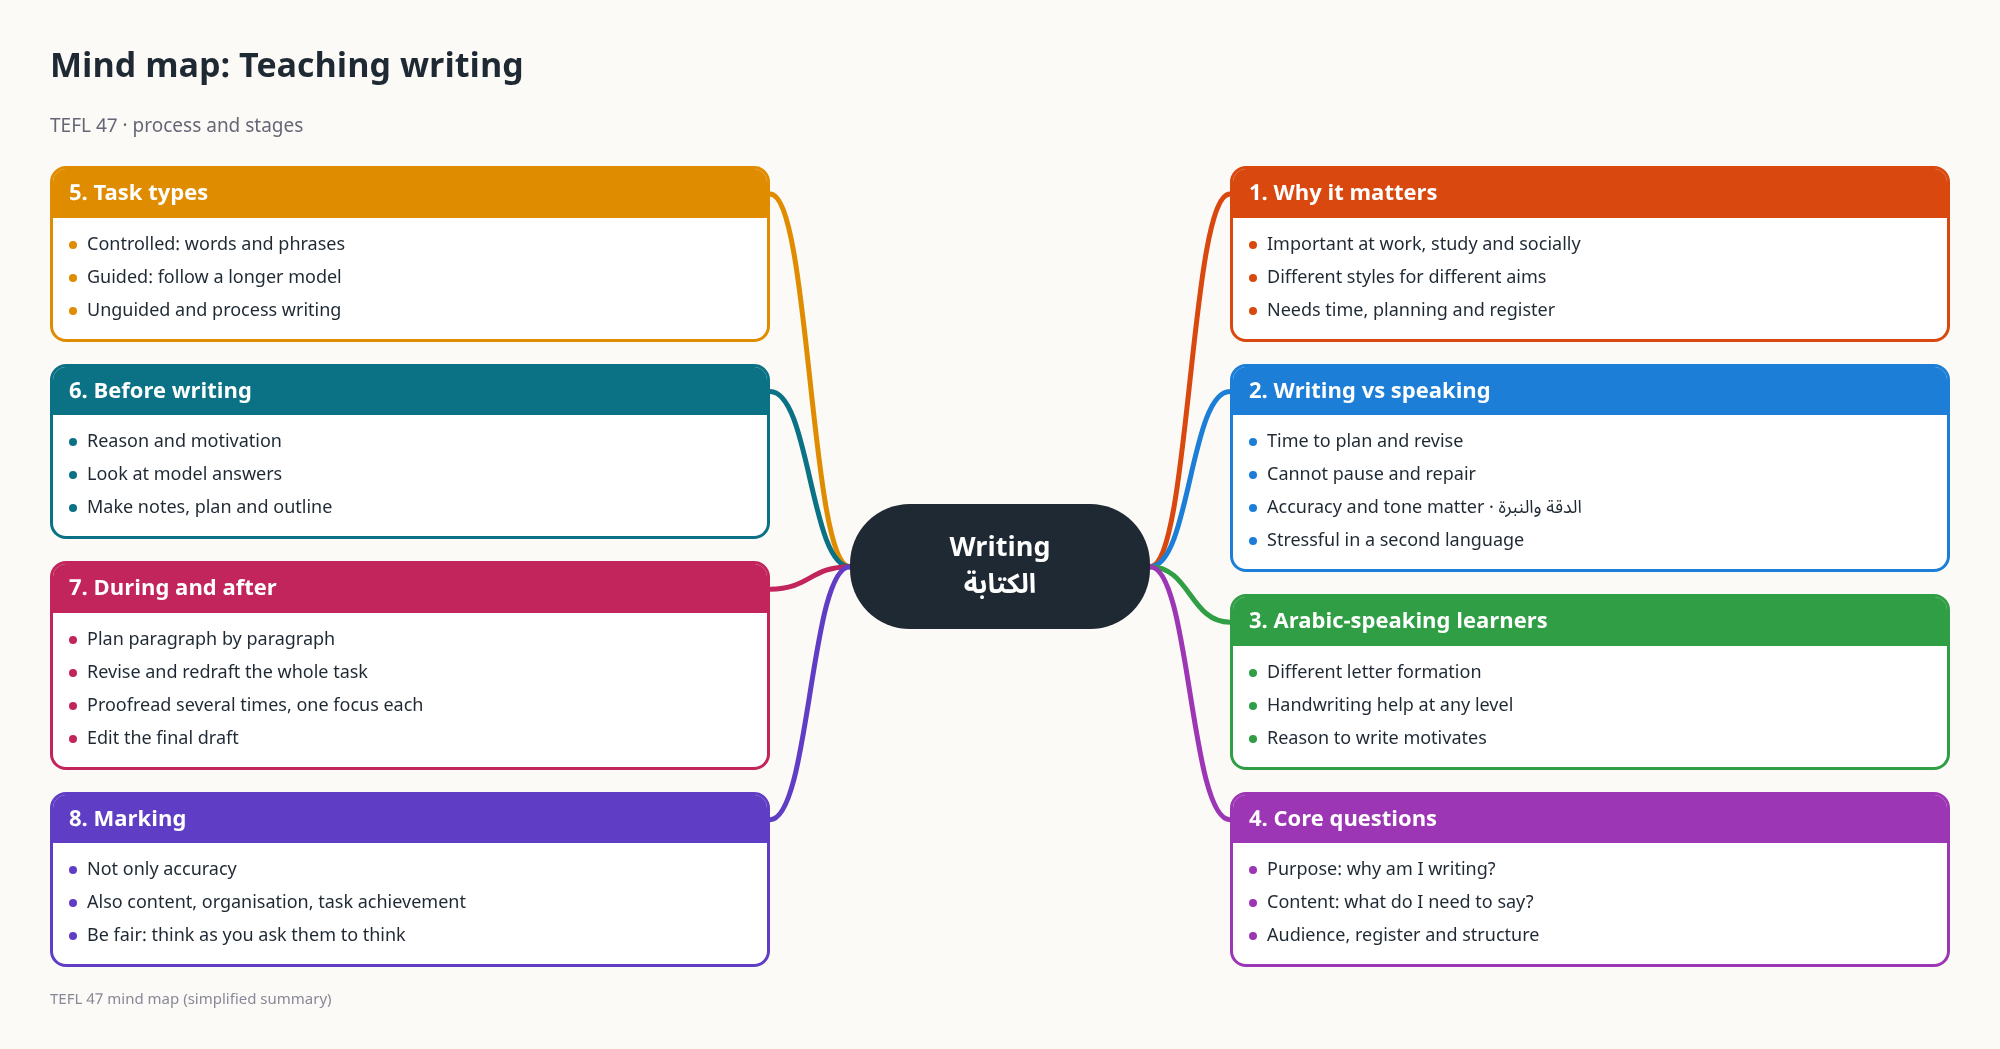 Mind map: Teaching writing
TEFL 47 · process and stages
5. Task types
Controlled: words and phrases
Guided: follow a longer model
Unguided and process writing
6. Before writing
Reason and motivation
Look at model answers
Make notes, plan and outline
7. During and after
Plan paragraph by paragraph
Revise and redraft the whole task
Proofread several times, one focus each
Edit the final draft
8. Marking
Not only accuracy
Also content, organisation, task achievement
Be fair: think as you ask them to think
Writing
الكتابة
1. Why it matters
Important at work, study and socially
Different styles for different aims
Needs time, planning and register
2. Writing vs speaking
Time to plan and revise
Cannot pause and repair
Accuracy and tone matter · الدقة والنبرة
Stressful in a second language
3. Arabic-speaking learners
Different letter formation
Handwriting help at any level
Reason to write motivates
4. Core questions
Purpose: why am I writing?
Content: what do I need to say?
Audience, register and structure
TEFL 47 mind map (simplified summary)